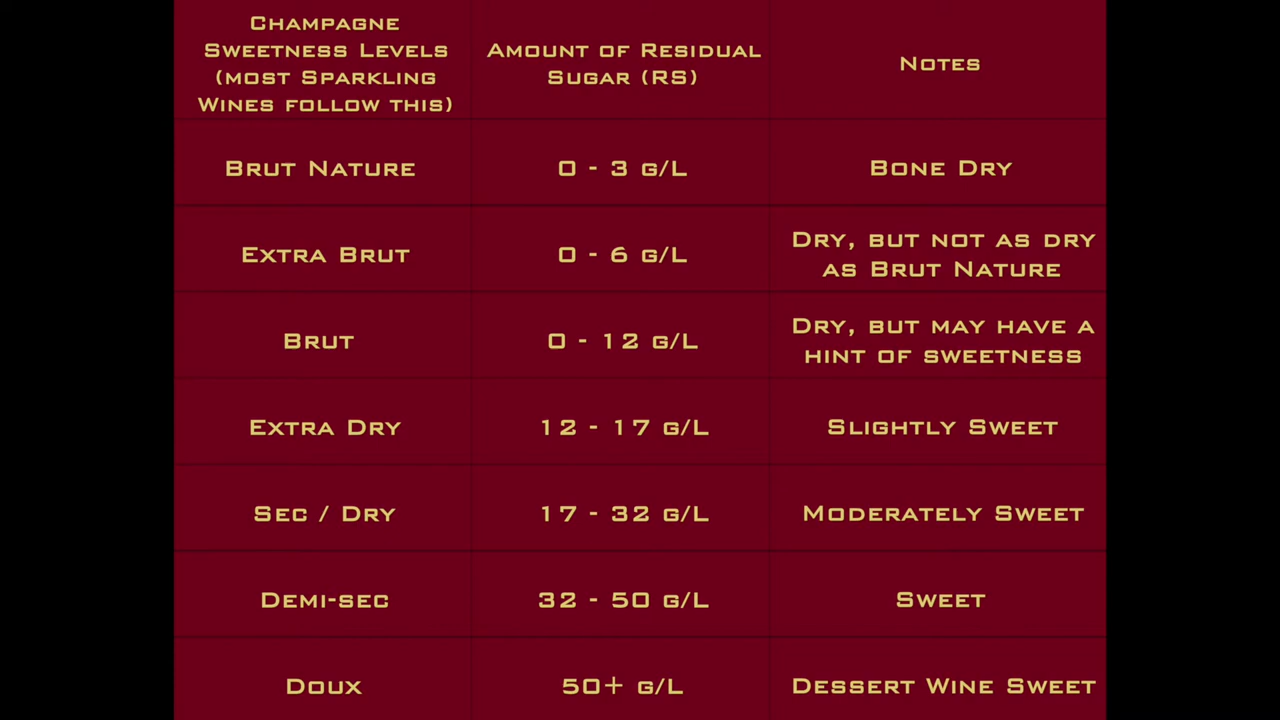 Champagne
Sweetness Levels
(most Sparkling
Wines follow this)
Amount of Residual
Sugar (RS)
Notes
Brut Nature
0 - 3 g/L
Bone Dry
Extra Brut
0 - 6 g/L
Dry, but not as dry
as Brut Nature
Brut
0 - 12 g/L
Dry, but may have a
hint of sweetness
Extra Dry
12 - 17 g/L
Slightly Sweet
Sec / Dry
17 - 32 g/L
Moderately Sweet
Demi-sec
32 - 50 g/L
Sweet
Doux
50+ g/L
Dessert Wine Sweet